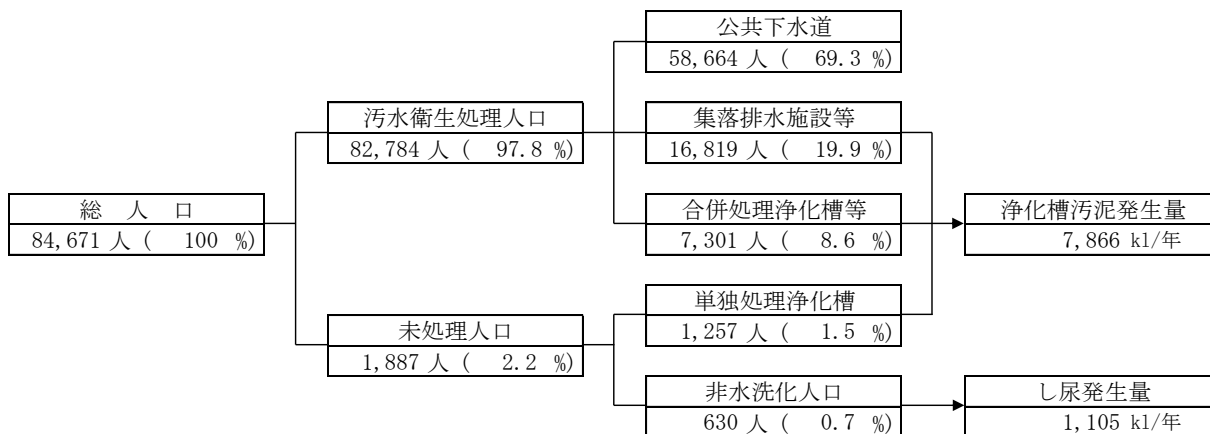 公共下水道
58,664 人 ( 69.3 %)
汚水衛生処理人口
82,784 人 ( 97.8 %)
集落排水施設等
16,819 人 ( 19.9 %)
総 人 口
84,671 人 ( 100 %)
合併処理浄化槽等
7,301 人 ( 8.6 %)
浄化槽汚泥発生量
7,866 kl/年
単独処理浄化槽
1,257 人 ( 1.5 %)
未処理人口
1,887 人 ( 2.2 %)
非水洗化人口
630 人 ( 0.7 %)
し尿発生量
1,105 kl/年